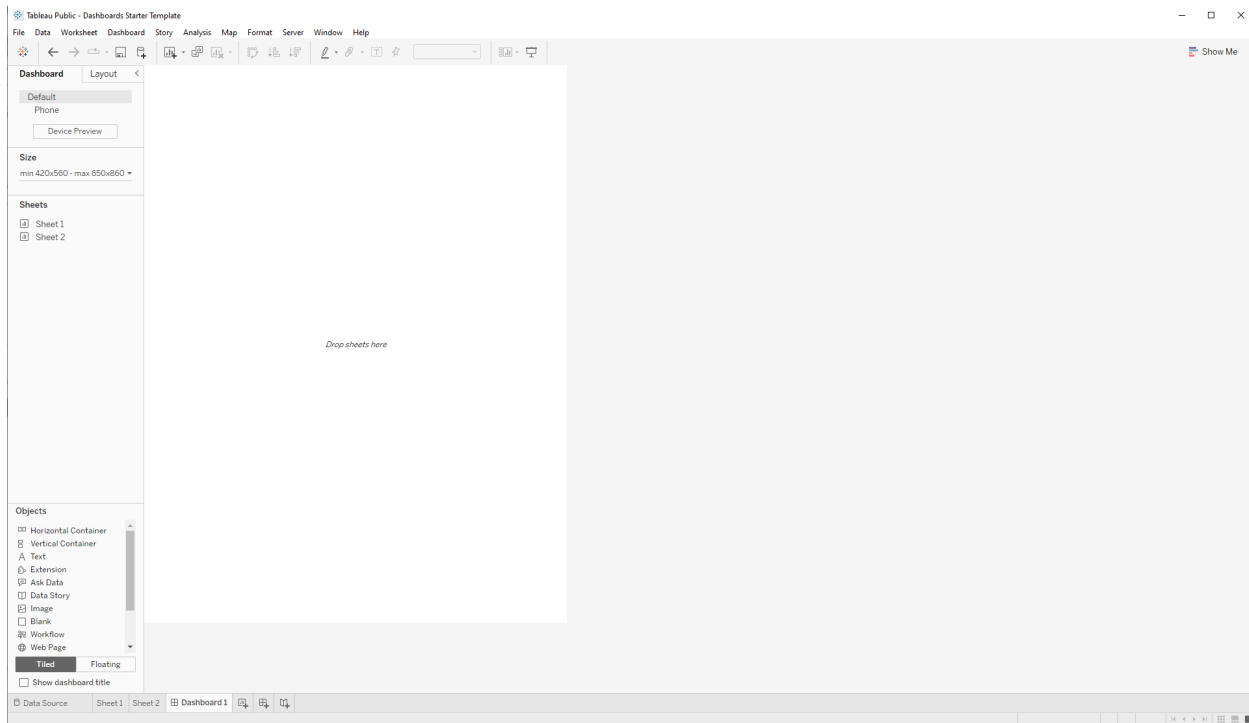 Tableau Public - Dashboards Starter Template
File Data Worksheet Dashboard Story Analysis Map Format Server Window Help
Show Me
Dashboard Layout
Default
Phone
Device Preview
Size
min 420x560 - max 650x860
Sheets
Sheet 1
Sheet 2
Drop sheets here
Objects
Horizontal Container
Vertical Container
Text
Extension
Ask Data
Data Story
Image
Blank
Workflow
Web Page
Tiled Floating
Show dashboard title
Data Source Sheet 1 Sheet 2 Dashboard 1